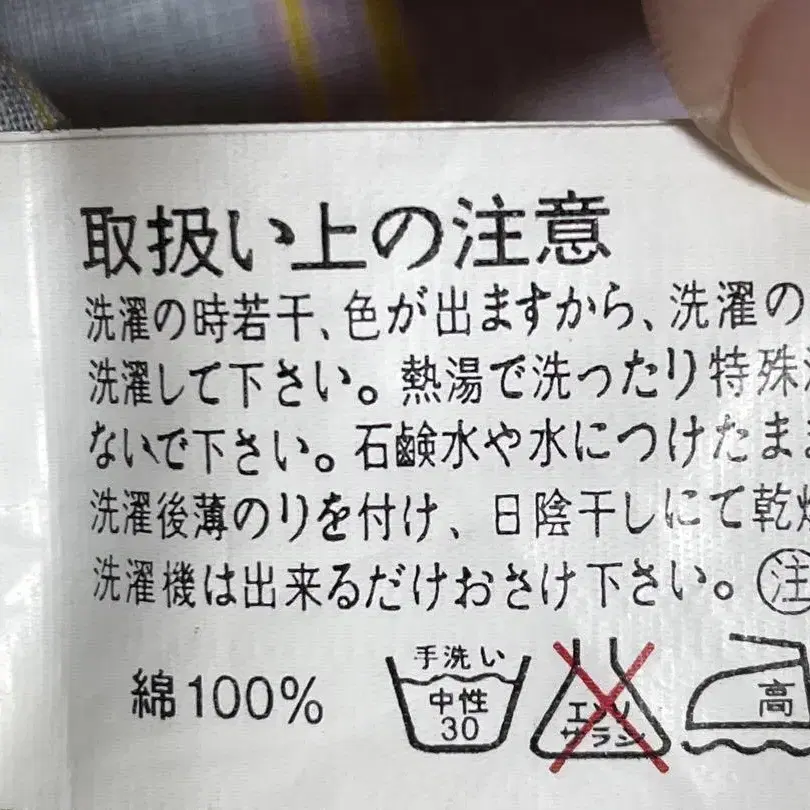 取扱い上の注意
洗濯の時若干、色が出ますから、洗濯の
洗濯して下さい。熱湯で洗ったり特殊
ないで下さい。石鹸水や水につけたまま
洗濯後薄のりを付け、日陰干しにて乾燥
洗濯機は出来るだけおさけ下さい。注
綿100%
手洗い
中性
30
エンソ
サラシ
高